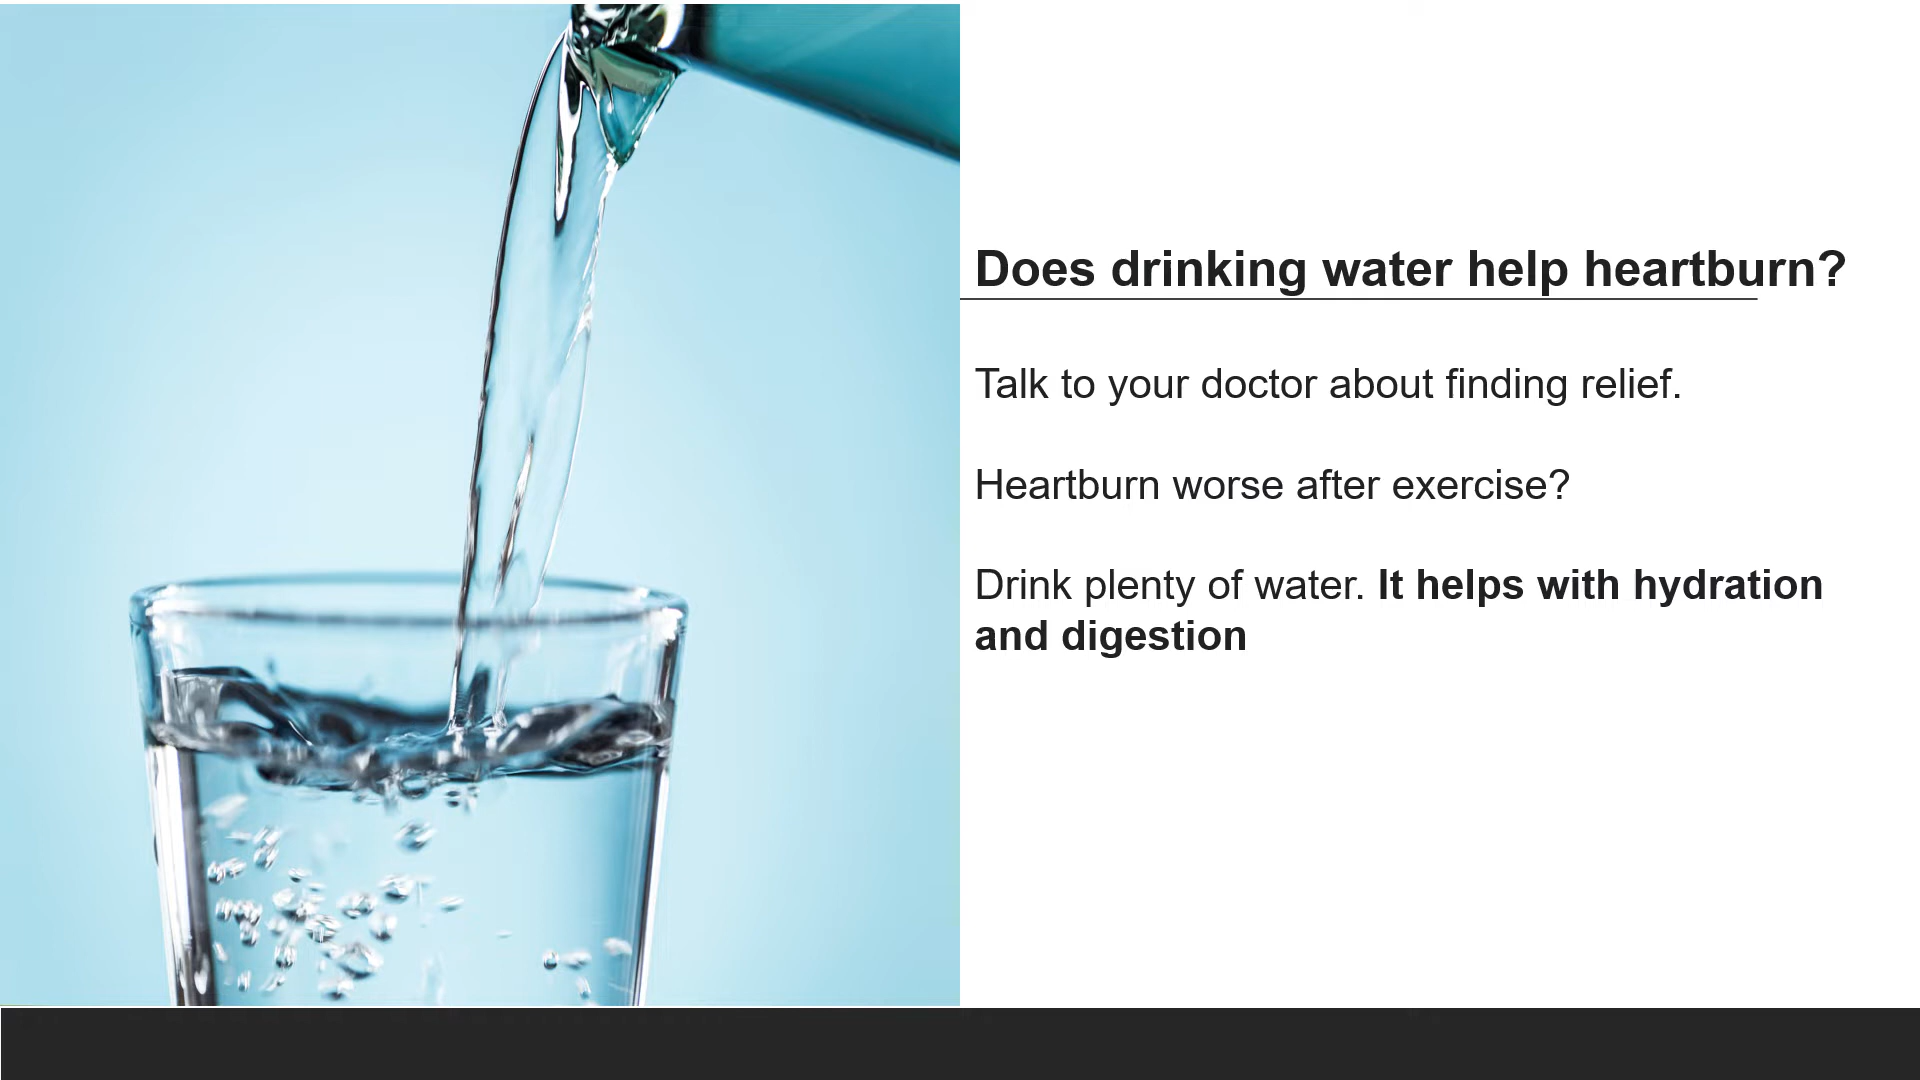 Does drinking water help heartburn?
Talk to your doctor about finding relief.
Heartburn worse after exercise?
Drink plenty of water. It helps with hydration
and digestion